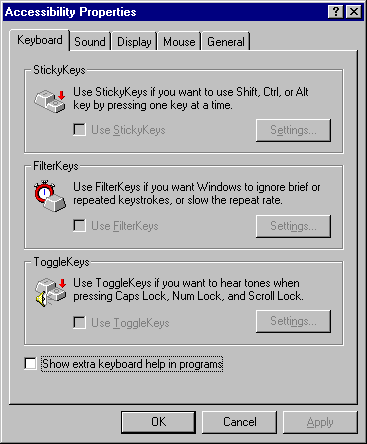 Accessibility Properties
Keyboard Sound Display Mouse General
StickyKeys
Use StickyKeys if you want to use Shift, Ctrl, or Alt
key by pressing one key at a time.
Use StickyKeys Settings...
FilterKeys
Use FilterKeys if you want Windows to ignore brief or
repeated keystrokes, or slow the repeat rate.
Use FilterKeys Settings...
ToggleKeys
Use ToggleKeys if you want to hear tones when
pressing Caps Lock, Num Lock, and Scroll Lock.
Use ToggleKeys Settings...
Show extra keyboard help in programs
OK Cancel Apply